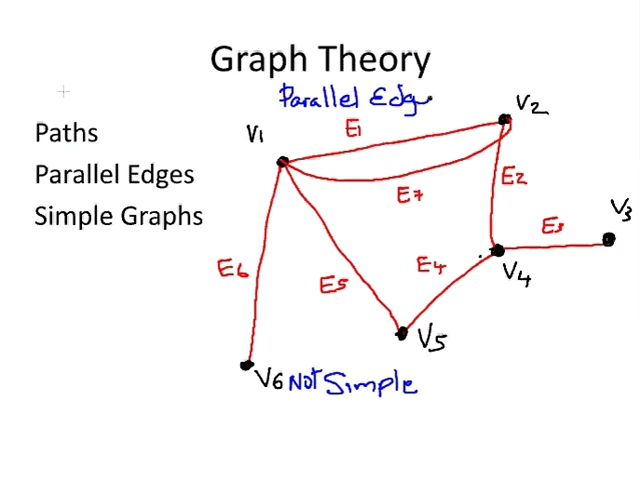 Graph Theory
Parallel Edge
Paths
Parallel Edges
Simple Graphs
V1
E1
V2
E7
E2
V3
E3
E6
E5
E4
V4
V5
V6 Not Simple